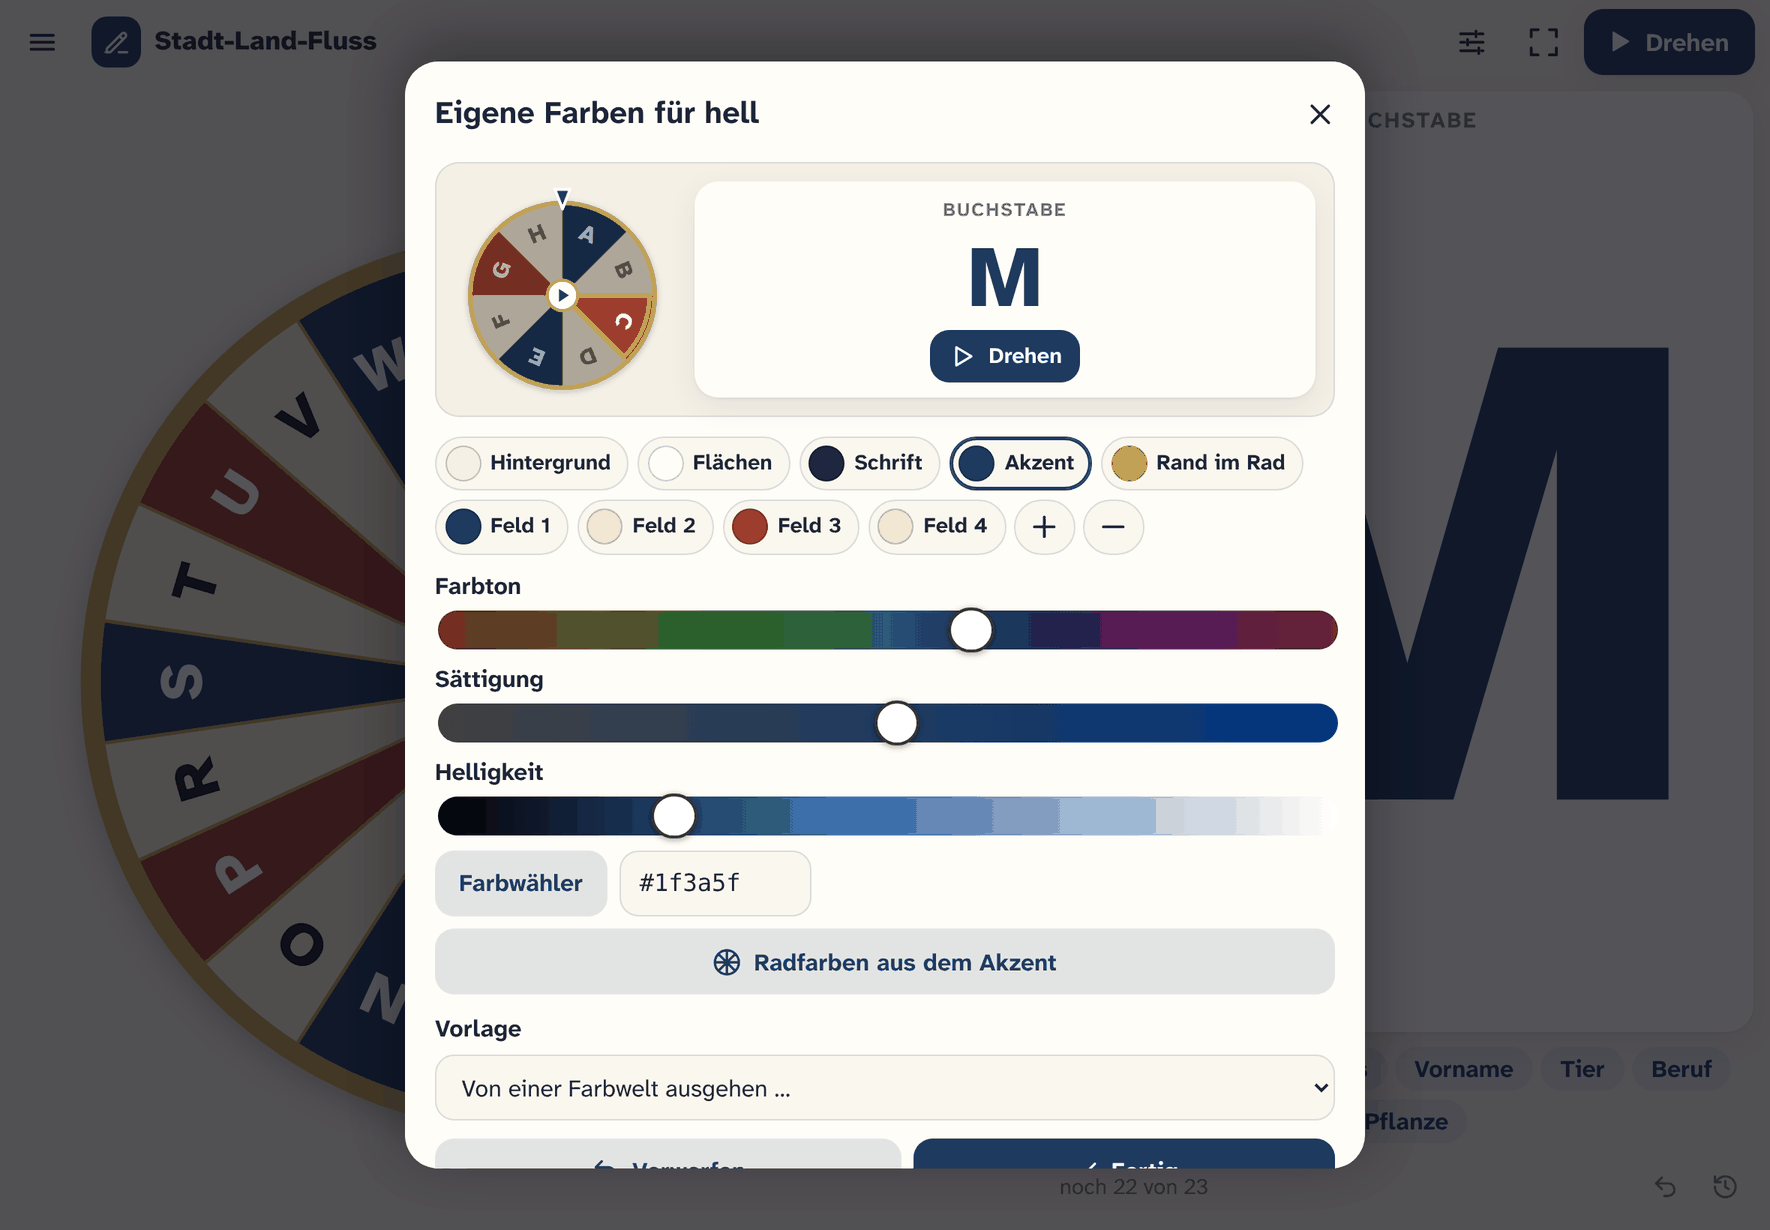 Stadt-Land-Fluss
Drehen
Eigene Farben für hell
CHSTABE
A
B
C
D
E
F
G
H
BUCHSTABE
M
Drehen
W
V
U
T
S
R
P
O
N
M
Hintergrund
Flächen
Schrift
Akzent
Rand im Rad
Feld 1
Feld 2
Feld 3
Feld 4
Farbton
Sättigung
Helligkeit
Farbwähler
#1f3a5f
Radfarben aus dem Akzent
Vorlage
Von einer Farbwelt ausgehen ...
Vorname
Tier
Beruf
Pflanze
Verwerfen
Fertig
noch 22 von 23